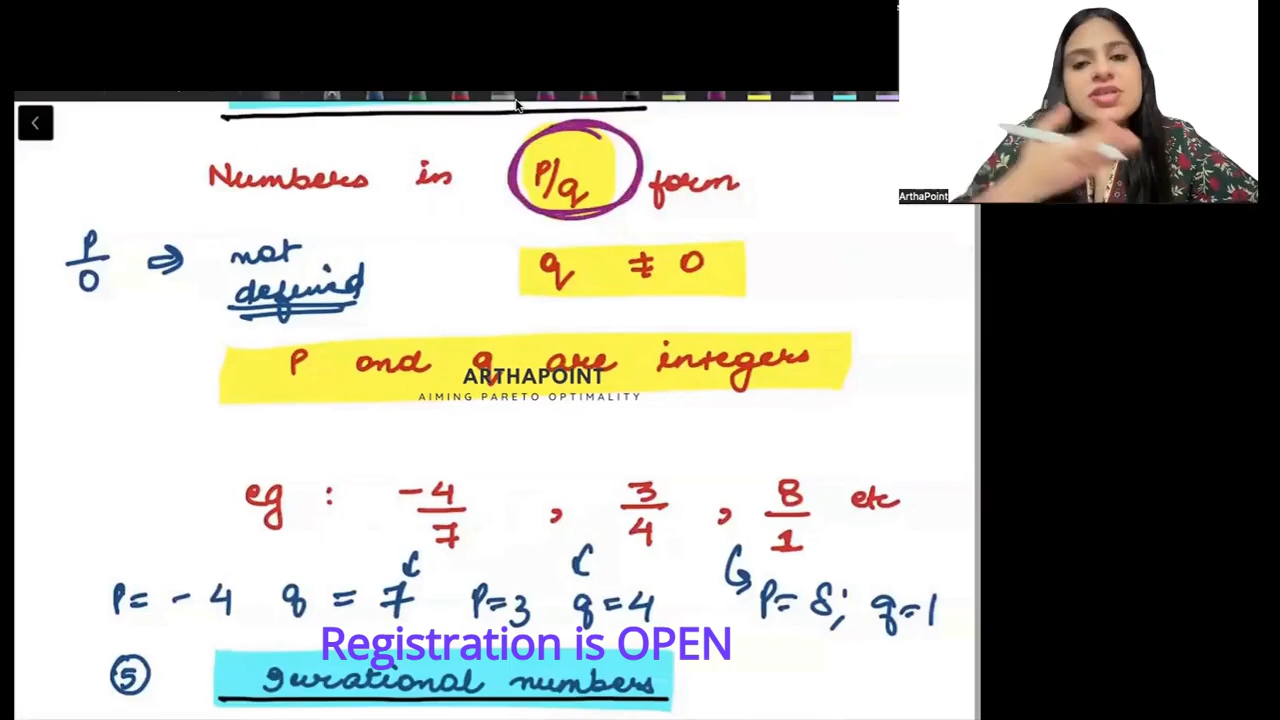 Numbers in P/q form
P/0 ⇒ not defined
q ≠ 0
P and q are integers
ARTHAPOINT
AIMING PARETO OPTIMALITY
eg : -4/7 , 3/4 , 8/1 etc
P = -4 q = 7 P=3 q=4 P=8; q=1
Registration is OPEN
5 Irrational numbers
ArthaPoint